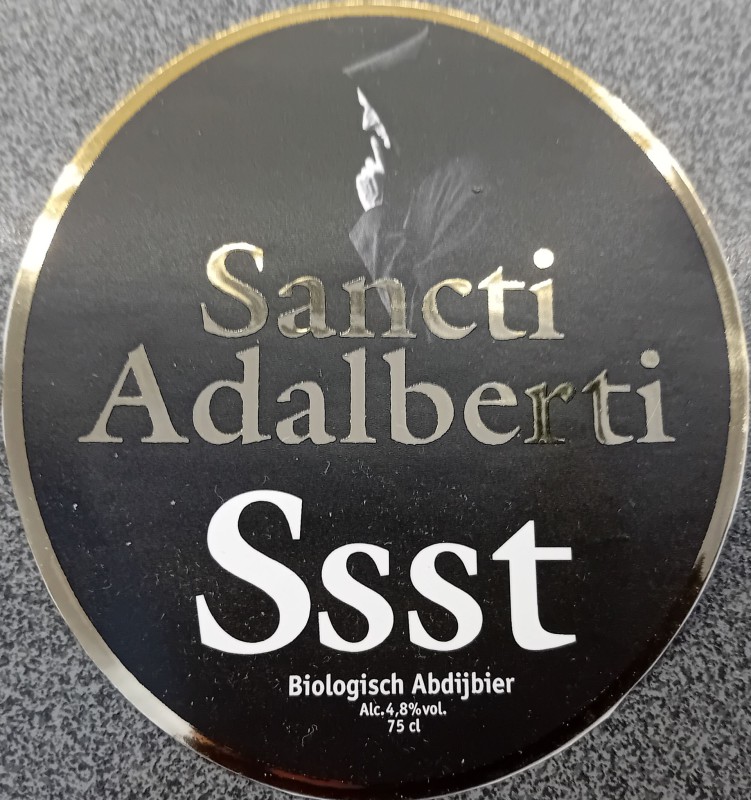 Sancti
Adalberti
Ssst
Biologisch Abdijbier
Alc.4,8%vol.
75 cl